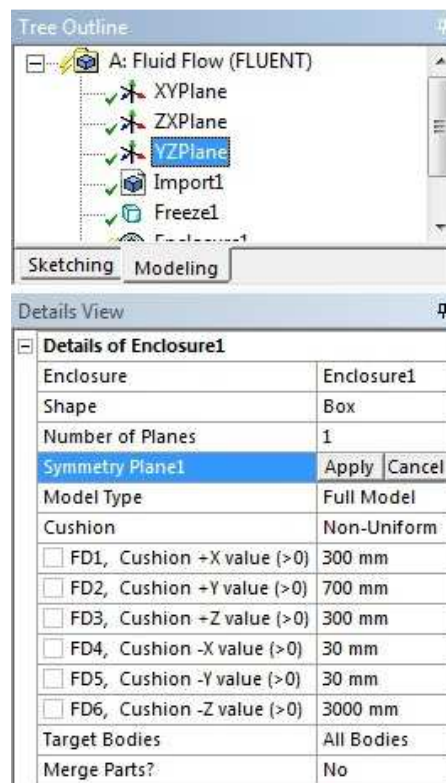 Tree Outline
A: Fluid Flow (FLUENT)
XYPlane
ZXPlane
YZPlane
Import1
Freeze1
Enclosure1
Sketching Modeling
Details View
Details of Enclosure1
Enclosure Enclosure1
Shape Box
Number of Planes 1
Symmetry Plane1 Apply Cancel
Model Type Full Model
Cushion Non-Uniform
FD1, Cushion +X value (>0) 300 mm
FD2, Cushion +Y value (>0) 700 mm
FD3, Cushion +Z value (>0) 300 mm
FD4, Cushion -X value (>0) 30 mm
FD5, Cushion -Y value (>0) 30 mm
FD6, Cushion -Z value (>0) 3000 mm
Target Bodies All Bodies
Merge Parts? No